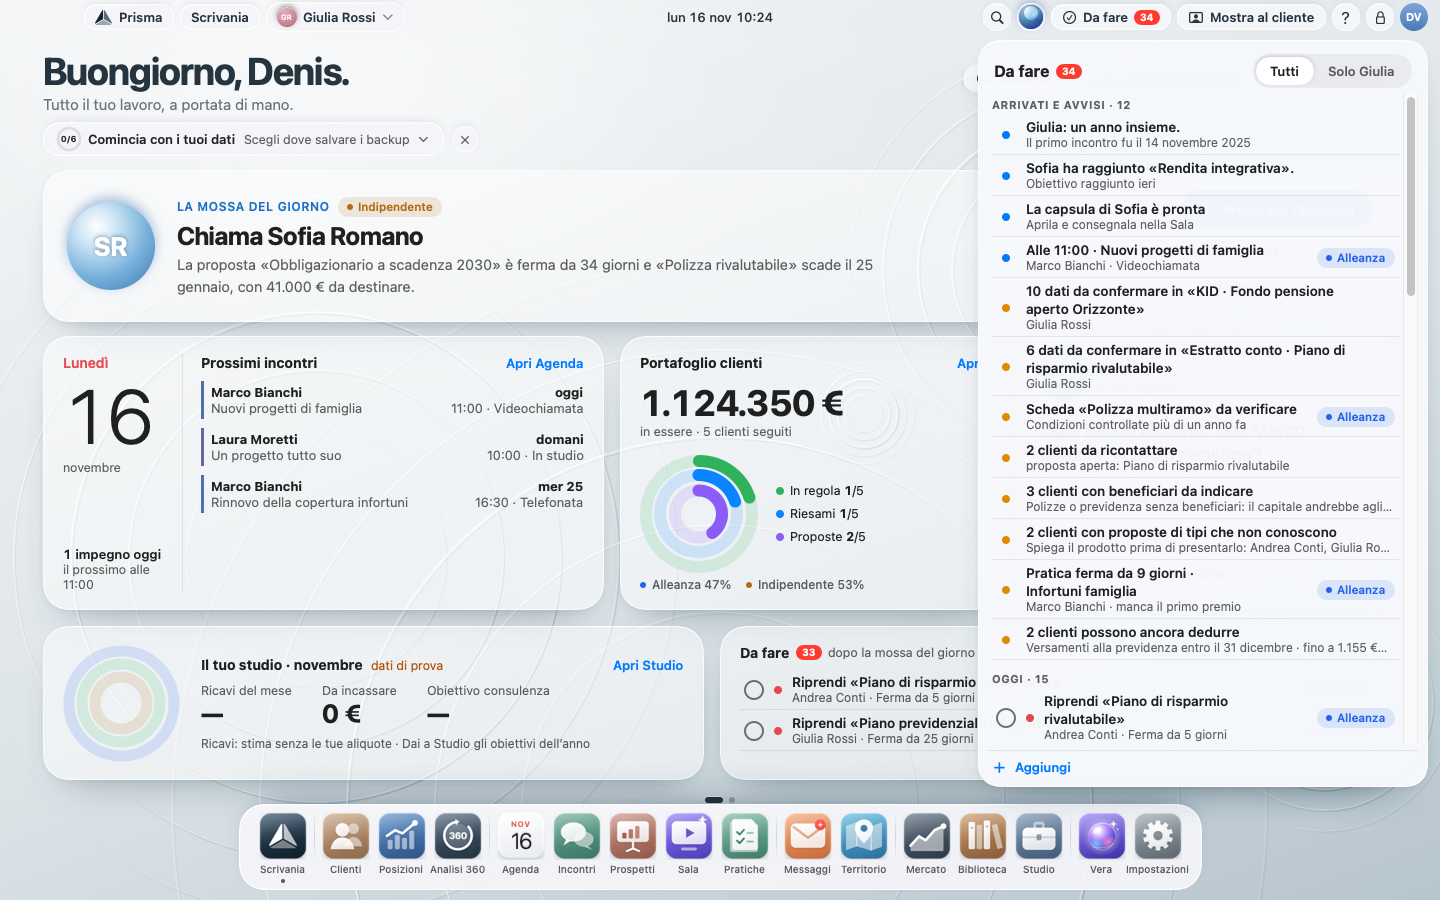 Prisma
Scrivania
GR Giulia Rossi
lun 16 nov 10:24
Da fare 34
Mostra al cliente
?
DV
Buongiorno, Denis.
Tutto il tuo lavoro, a portata di mano.
0/6 Comincia con i tuoi dati Scegli dove salvare i backup
SR
LA MOSSA DEL GIORNO Indipendente
Chiama Sofia Romano
La proposta «Obbligazionario a scadenza 2030» è ferma da 34 giorni e «Polizza rivalutabile» scade il 25
gennaio, con 41.000 € da destinare.
Lunedì
16
novembre
1 impegno oggi
il prossimo alle
11:00
Prossimi incontri Apri Agenda
Marco Bianchi oggi
Nuovi progetti di famiglia 11:00 · Videochiamata
Laura Moretti domani
Un progetto tutto suo 10:00 · In studio
Marco Bianchi mer 25
Rinnovo della copertura infortuni 16:30 · Telefonata
Portafoglio clienti Apr
1.124.350 €
in essere · 5 clienti seguiti
In regola 1/5
Riesami 1/5
Proposte 2/5
Alleanza 47% Indipendente 53%
Il tuo studio · novembre dati di prova Apri Studio
Ricavi del mese Da incassare Obiettivo consulenza
— 0 € —
Ricavi: stima senza le tue aliquote · Dai a Studio gli obiettivi dell'anno
Da fare 33 dopo la mossa del giorno
Riprendi «Piano di risparmio
Andrea Conti · Ferma da 5 giorni
Riprendi «Piano previdenzial
Giulia Rossi · Ferma da 25 giorni
Da fare 34 Tutti Solo Giulia
ARRIVATI E AVVISI · 12
Giulia: un anno insieme.
Il primo incontro fu il 14 novembre 2025
Sofia ha raggiunto «Rendita integrativa».
Obiettivo raggiunto ieri
La capsula di Sofia è pronta
Aprila e consegnala nella Sala
Alle 11:00 · Nuovi progetti di famiglia
Marco Bianchi · Videochiamata
Alleanza
10 dati da confermare in «KID · Fondo pensione
aperto Orizzonte»
Giulia Rossi
6 dati da confermare in «Estratto conto · Piano di
risparmio rivalutabile»
Giulia Rossi
Scheda «Polizza multiramo» da verificare
Condizioni controllate più di un anno fa
Alleanza
2 clienti da ricontattare
proposta aperta: Piano di risparmio rivalutabile
3 clienti con beneficiari da indicare
Polizze o previdenza senza beneficiari: il capitale andrebbe agli...
2 clienti con proposte di tipi che non conoscono
Spiega il prodotto prima di presentarlo: Andrea Conti, Giulia Ro...
Pratica ferma da 9 giorni ·
Infortuni famiglia
Marco Bianchi · manca il primo premio
Alleanza
2 clienti possono ancora dedurre
Versamenti alla previdenza entro il 31 dicembre · fino a 1.155 €...
OGGI · 15
Riprendi «Piano di risparmio
rivalutabile»
Andrea Conti · Ferma da 5 giorni
Alleanza
+ Aggiungi
360
NOV
16
Scrivania Clienti Posizioni Analisi 360 Agenda Incontri Prospetti Sala Pratiche Messaggi Territorio Mercato Biblioteca Studio Vera Impostazioni